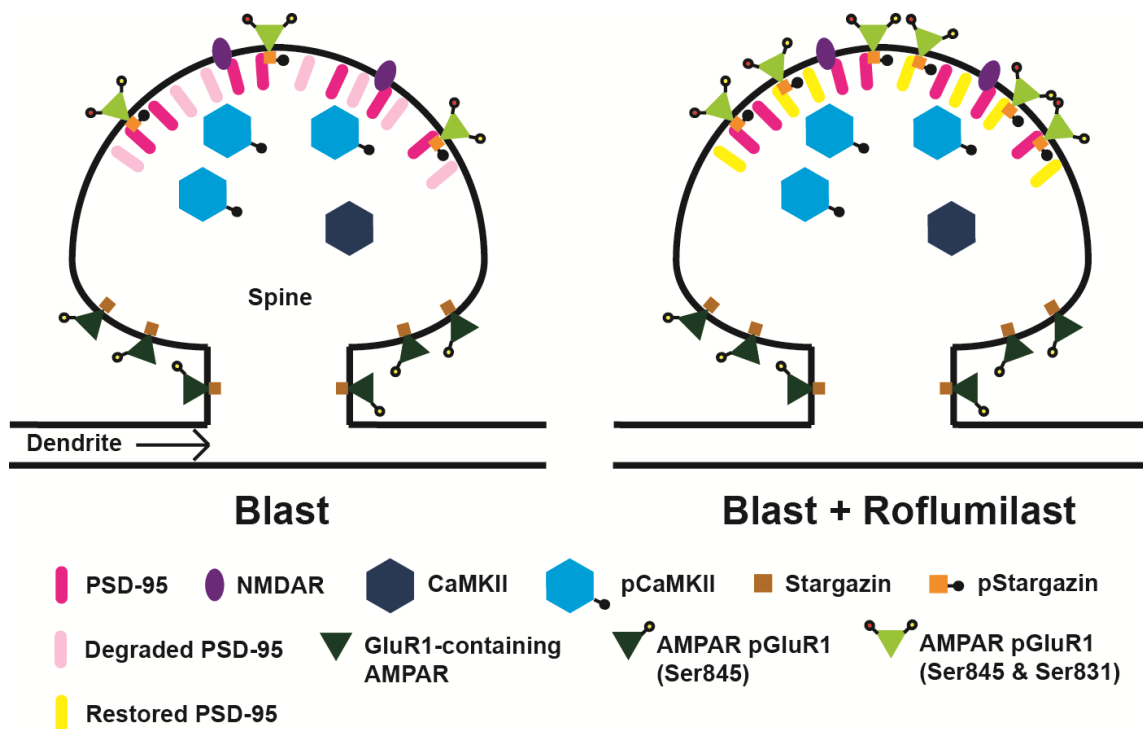 Spine
Dendrite
Blast
Blast + Roflumilast
PSD-95
NMDAR
CaMKII
pCaMKII
Stargazin
pStargazin
Degraded PSD-95
GluR1-containing
AMPAR
AMPAR pGluR1
(Ser845)
AMPAR pGluR1
(Ser845 & Ser831)
Restored PSD-95